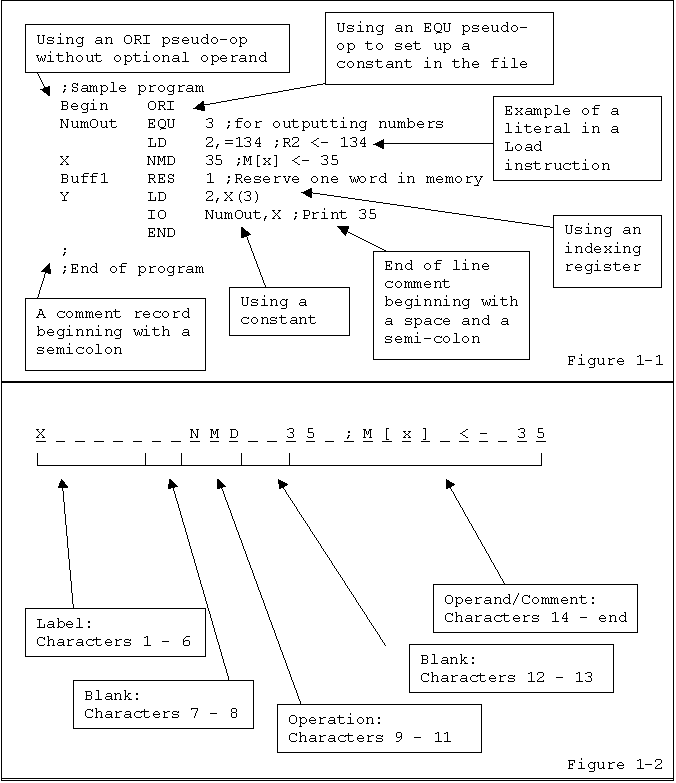 Using an ORI pseudo-op
without optional operand
Using an EQU pseudo-
op to set up a
constant in the file
;Sample program
Begin ORI
NumOut EQU 3 ;for outputting numbers
LD 2,=134 ;R2 <- 134
X NMD 35 ;M[x] <- 35
Buff1 RES 1 ;Reserve one word in memory
Y LD 2,X(3)
IO NumOut,X ;Print 35
END
;
;End of program
Example of a
literal in a
Load
instruction
Using an
indexing
register
A comment record
beginning with a
semicolon
Using a
constant
End of line
comment
beginning with
a space and a
semi-colon
Figure 1-1
X _ _ _ _ _ _ _ N M D _ _ 3 5 _ ; M [ x ] _ < - _ 3 5
Label:
Characters 1 - 6
Blank:
Characters 7 - 8
Operation:
Characters 9 - 11
Blank:
Characters 12 - 13
Operand/Comment:
Characters 14 - end
Figure 1-2